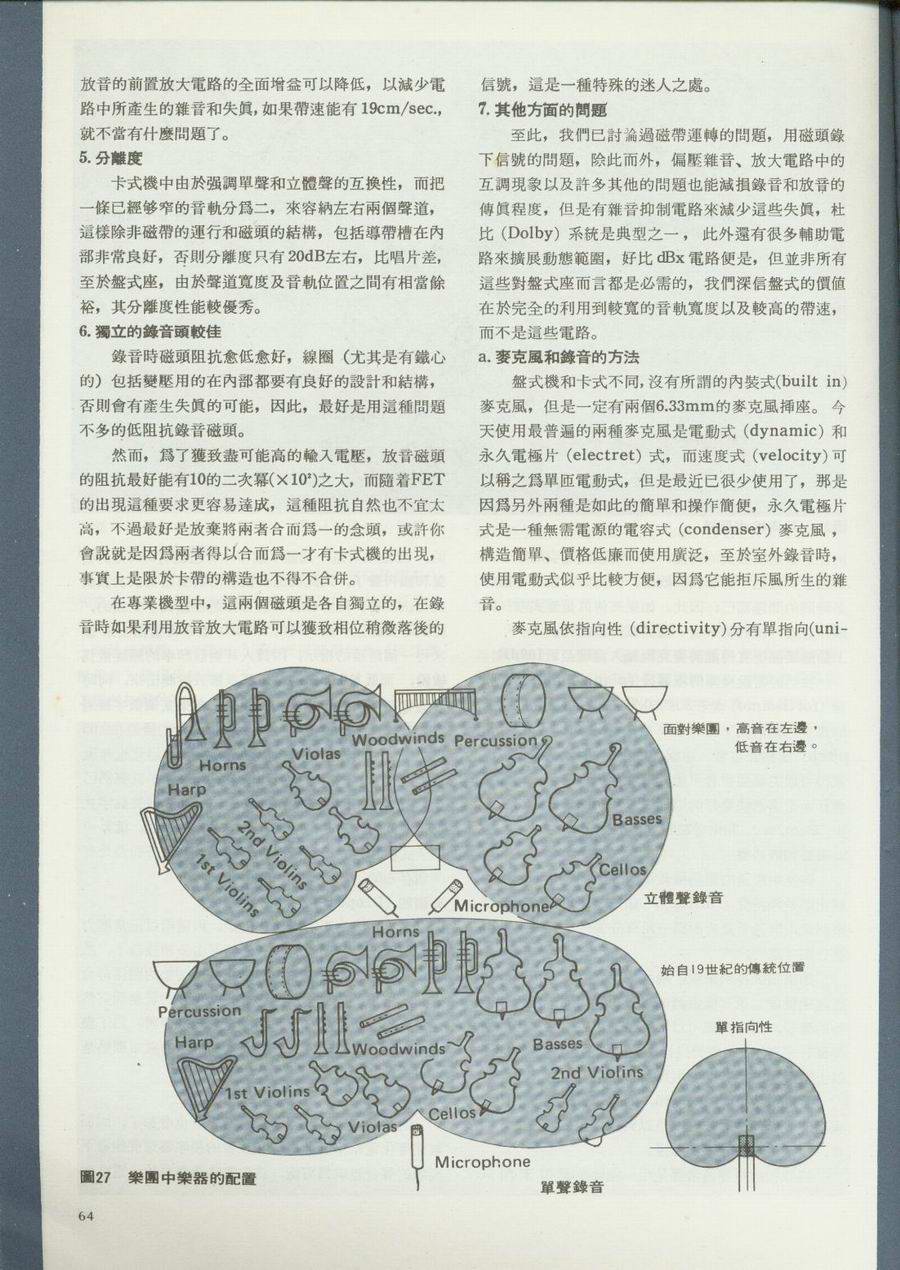 放音的前置放大電路的全面增益可以降低，以減少電
路中所產生的雜音和失眞，如果帶速能有19cm/sec.，
就不當有什麼問題了。
5. 分離度
卡式機中由於强調單聲和立體聲的互換性，而把
一條已經够窄的音軌分爲二，來容納左右兩個聲道，
這樣除非磁帶的運行和磁頭的結構，包括導帶槽在內
部非常良好，否則分離度只有20dB左右，比唱片差，
至於盤式座，由於聲道寬度及音軌位置之間有相當餘
裕，其分離度性能較優秀。
6. 獨立的錄音頭較佳
錄音時磁頭阻抗愈低愈好，線圈（尤其是有鐵心
的）包括變壓用的在內部都要有良好的設計和結構，
否則會有產生失眞的可能，因此，最好是用這種問題
不多的低阻抗錄音磁頭。
然而，爲了獲致盡可能高的輸入電壓，放音磁頭
的阻抗最好能有10的二次冪(×10²)之大，而隨着FET
的出現這種要求更容易達成，這種阻抗自然也不宜太
高，不過最好是放棄將兩者合而爲一的念頭，或許你
會說就是因爲兩者得以合而爲一才有卡式機的出現，
事實上是限於卡帶的構造也不得不合併。
在專業機型中，這兩個磁頭是各自獨立的，在錄
音時如果利用放音放大電路可以獲致相位稍微落後的
信號，這是一種特殊的迷人之處。
7. 其他方面的問題
至此，我們已討論過磁帶運轉的問題，用磁頭錄
下信號的問題，除此而外，偏壓雜音、放大電路中的
互調現象以及許多其他的問題也能減損錄音和放音的
傳眞程度，但是有雜音抑制電路來減少這些失眞，杜
比（Dolby）系統是典型之一，此外還有很多輔助電
路來擴展動態範圍，好比dBx電路便是，但並非所有
這些對盤式座而言都是必需的，我們深信盤式的價值
在於完全的利用到較寬的音軌寬度以及較高的帶速，
而不是這些電路。
a. 麥克風和錄音的方法
盤式機和卡式不同，沒有所謂的內裝式(built in)
麥克風，但是一定有兩個6.33mm的麥克風揷座。今
天使用最普遍的兩種麥克風是電動式（dynamic）和
永久電極片（electret）式，而速度式（velocity）可
以稱之爲單匝電動式，但是最近已很少使用了，那是
因爲另外兩種是如此的簡單和操作簡便，永久電極片
式是一種無需電源的電容式（condenser）麥克風，
構造簡單、價格低廉而使用廣泛，至於室外錄音時，
使用電動式似乎比較方便，因爲它能拒斥風所生的雜
音。
麥克風依指向性（directivity）分有單指向(uni-
面對樂團，高音在左邊，
低音在右邊。
Horns
Violas
Woodwinds
Percussion
Harp
2nd Violins
1st Violins
Basses
Cellos
Microphone
立體聲錄音
Horns
始自19世紀的傳統位置
Percussion
Harp
Woodwinds
Basses
2nd Violins
1st Violins
Violas
Cellos
單指向性
Microphone
單聲錄音
圖27 樂團中樂器的配置
64